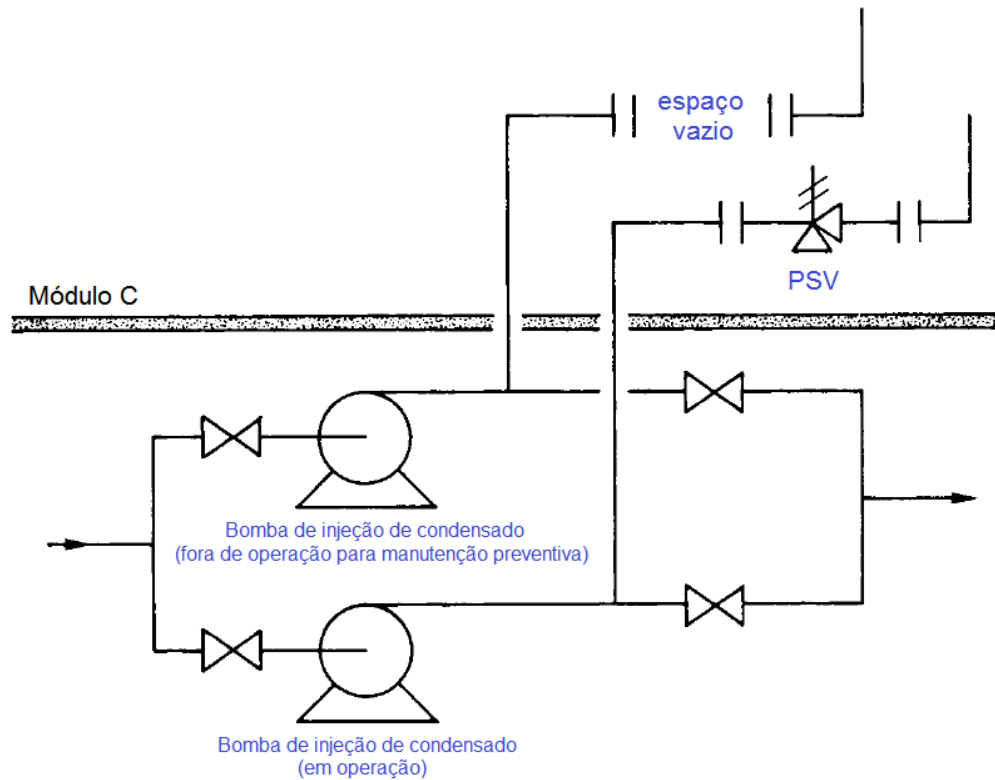 espaço
vazio
PSV
Módulo C
Bomba de injeção de condensado
(fora de operação para manutenção preventiva)
Bomba de injeção de condensado
(em operação)